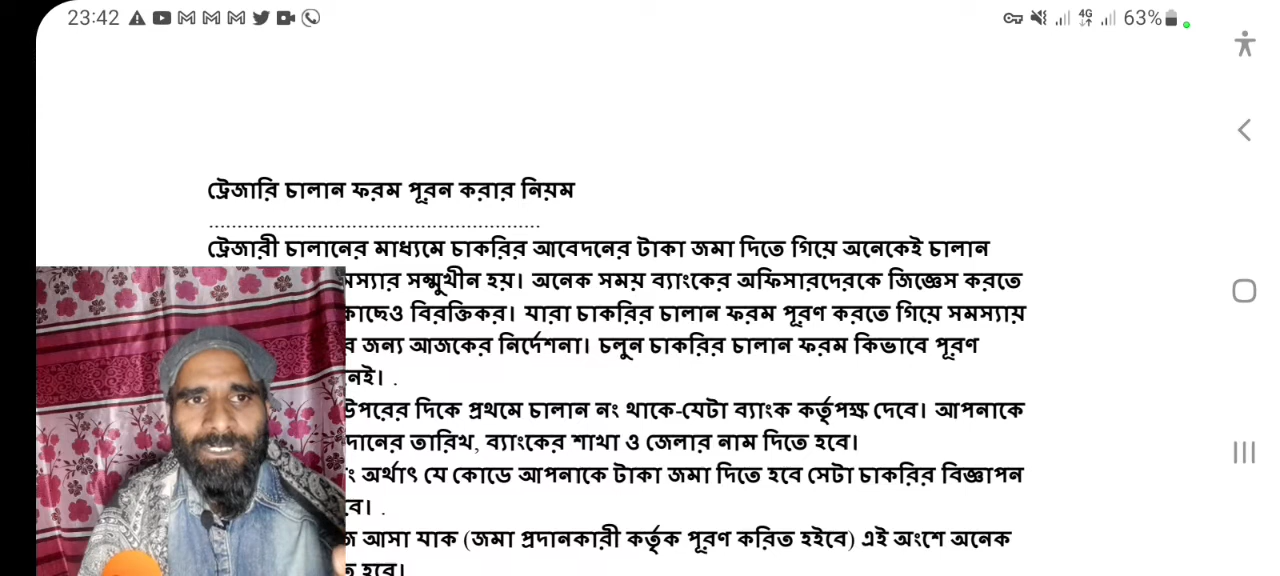 23:42
4G
63%
ট্রেজারি চালান ফরম পূরন করার নিয়ম
.....................................................
ট্রেজারী চালানের মাধ্যমে চাকরির আবেদনের টাকা জমা দিতে গিয়ে অনেকেই চালান
সম্মুখীন হয়। অনেক সময় ব্যাংকের অফিসারদেরকে জিজ্ঞেস করতে
বিরক্তিকর। যারা চাকরির চালান ফরম পূরণ করতে গিয়ে সমস্যায়
জন্য আজকের নির্দেশনা। চলুন চাকরির চালান ফরম কিভাবে পূরণ
নেই। .
উপরের দিকে প্রথমে চালান নং থাকে-যেটা ব্যাংক কর্তৃপক্ষ দেবে। আপনাকে
তারিখ, ব্যাংকের শাখা ও জেলার নাম দিতে হবে।
অর্থাৎ যে কোডে আপনাকে টাকা জমা দিতে হবে সেটা চাকরির বিজ্ঞাপন
আসা যাক (জমা প্রদানকারী কর্তৃক পূরণ করিত হইবে) এই অংশে অনেক
হবে।